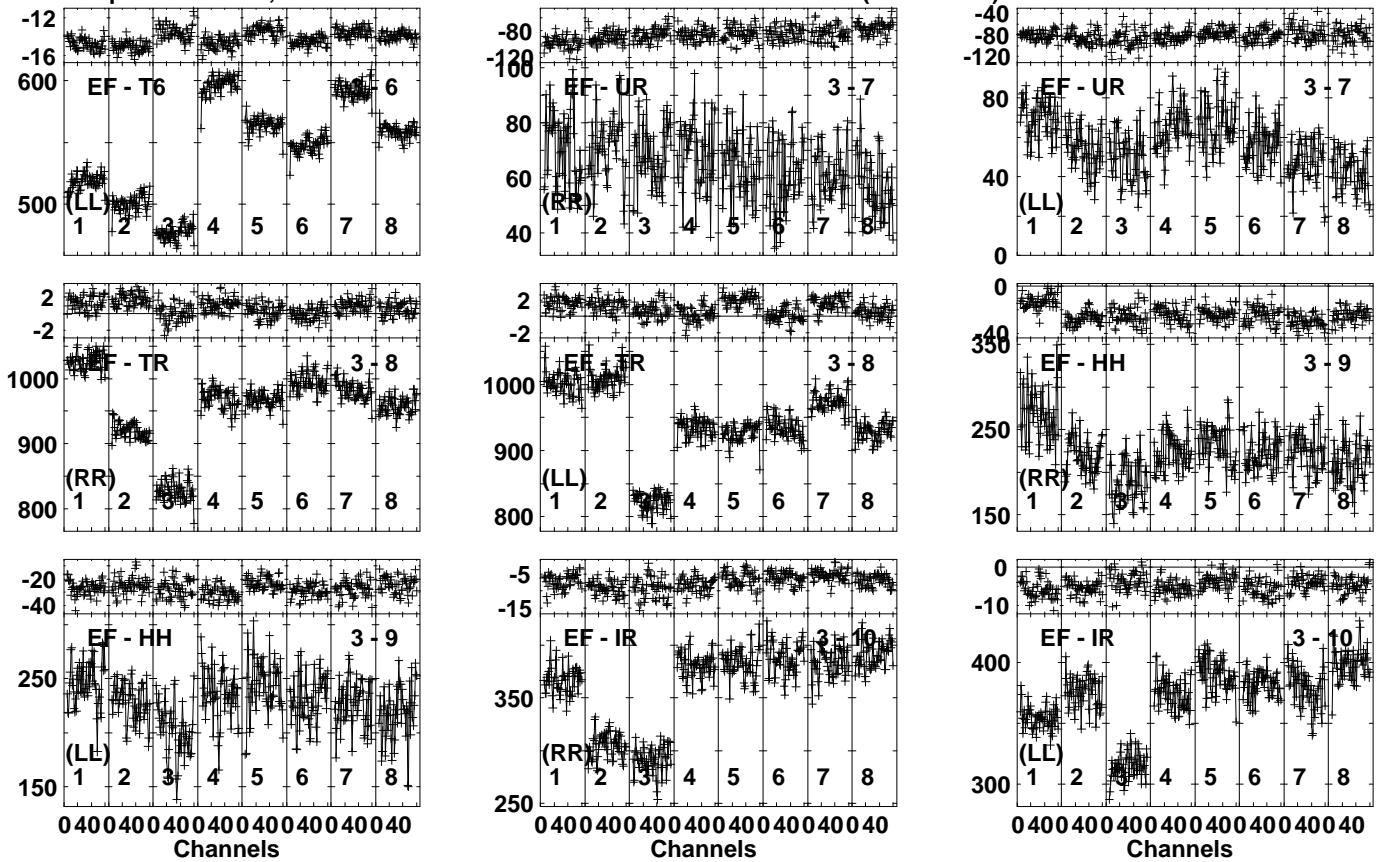 -12 -80 -40
-16 -120 -80
-120
600 EF - T6 3 - 6 100 EF - UR 3 - 7 80 EF - UR 3 - 7
80
60 40
500 (LL) (RR) (LL)
1 2 3 4 5 6 7 8 40 1 2 3 4 5 6 7 8 0 1 2 3 4 5 6 7 8
2 2 0
-2 -2 40
1000 EF - TR 3 - 8 1000 EF - TR 3 - 8 350 EF - HH 3 - 9
900 900 250
(RR) (LL) (RR)
800 1 2 3 4 5 6 7 8 800 1 2 3 4 5 6 7 8 150 1 2 3 4 5 6 7 8
-20 -5 0
-40 -15 -10
EF - HH 3 - 9 EF - IR 3 - 10 EF - IR 3 - 10
250 350 400
(LL) (RR) (LL)
150 1 2 3 4 5 6 7 8 250 1 2 3 4 5 6 7 8 300 1 2 3 4 5 6 7 8
0 40 0 40 0 40 0 40 0 40 0 40 0 40 0 40 0 40 0 40 0 40 0 40 0 40 0 40 0 40 0 40 0 40 0 40 0 40 0 40 0 40 0 40 0 40 0 40
Channels Channels Channels